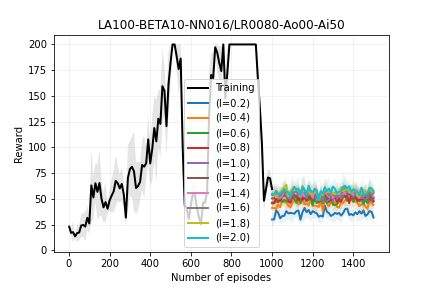 LA100-BETA10-NN016/LR0080-Ao00-Ai50
200
175
150
125
100
75
50
25
0
Reward
Training
(l=0.2)
(l=0.4)
(l=0.6)
(l=0.8)
(l=1.0)
(l=1.2)
(l=1.4)
(l=1.6)
(l=1.8)
(l=2.0)
0 200 400 600 800 1000 1200 1400
Number of episodes